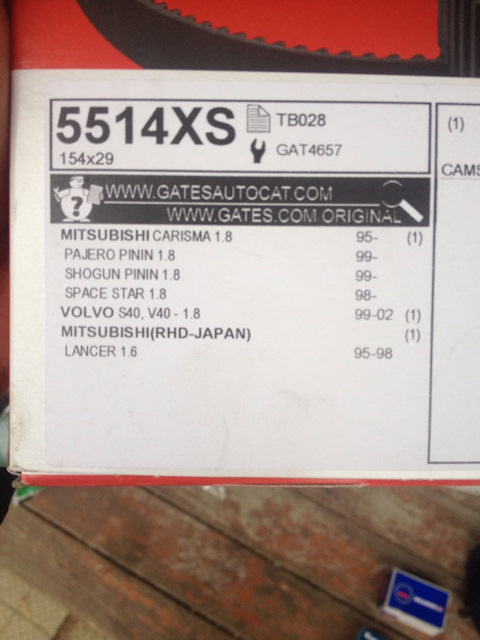 5514XS TB028
154x29 GAT4657
WWW.GATESAUTOCAT.COM
?
WWW.GATES.COM ORIGINAL
MITSUBISHI CARISMA 1.8 95- (1)
PAJERO PININ 1.8 99-
SHOGUN PININ 1.8 99-
SPACE STAR 1.8 98-
VOLVO S40, V40 - 1.8 99-02 (1)
MITSUBISHI(RHD-JAPAN) (1)
LANCER 1.6 95-98
(1)
CAMS